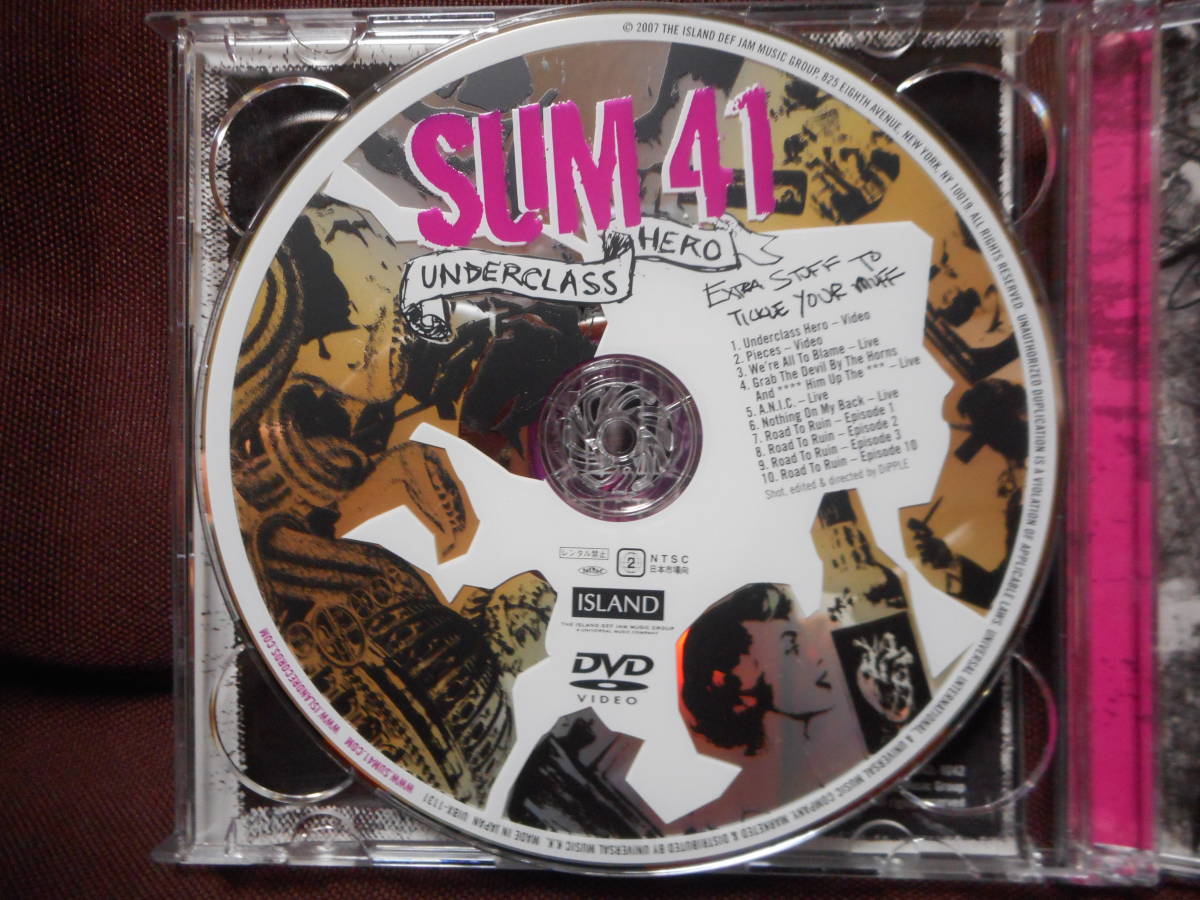 © 2007 THE ISLAND DEF JAM MUSIC GROUP, 825 EIGHTH AVENUE, NEW YORK, NY 10019. ALL RIGHTS RESERVED. UNAUTHORIZED DUPLICATION IS A VIOLATION OF APPLICABLE LAWS. UNIVERSAL INTERNATIONAL, A UNIVERSAL MUSIC COMPANY. MARKETED & DISTRIBUTED BY UNIVERSAL MUSIC K.K. MADE IN JAPAN UIBX-1131
WWW.SUM41.COM WWW.ISLANDRECORDS.COM
SUM 41
UNDERCLASS HERO
EXTRA STUFF TO
TICKLE YOUR MUFF
1. Underclass Hero – Video
2. Pieces – Video
3. We're All To Blame – Live
4. Grab The Devil By The Horns
And **** Him Up The *** – Live
5. A.N.I.C. – Live
6. Nothing On My Back – Live
7. Road To Ruin – Episode 1
8. Road To Ruin – Episode 2
9. Road To Ruin – Episode 3
10. Road To Ruin – Episode 10
Shot, edited & directed by DiPPLE
レンタル禁止
2
NTSC
日本市場向
ISLAND
THE ISLAND DEF JAM MUSIC GROUP
A UNIVERSAL MUSIC COMPANY
DVD
VIDEO